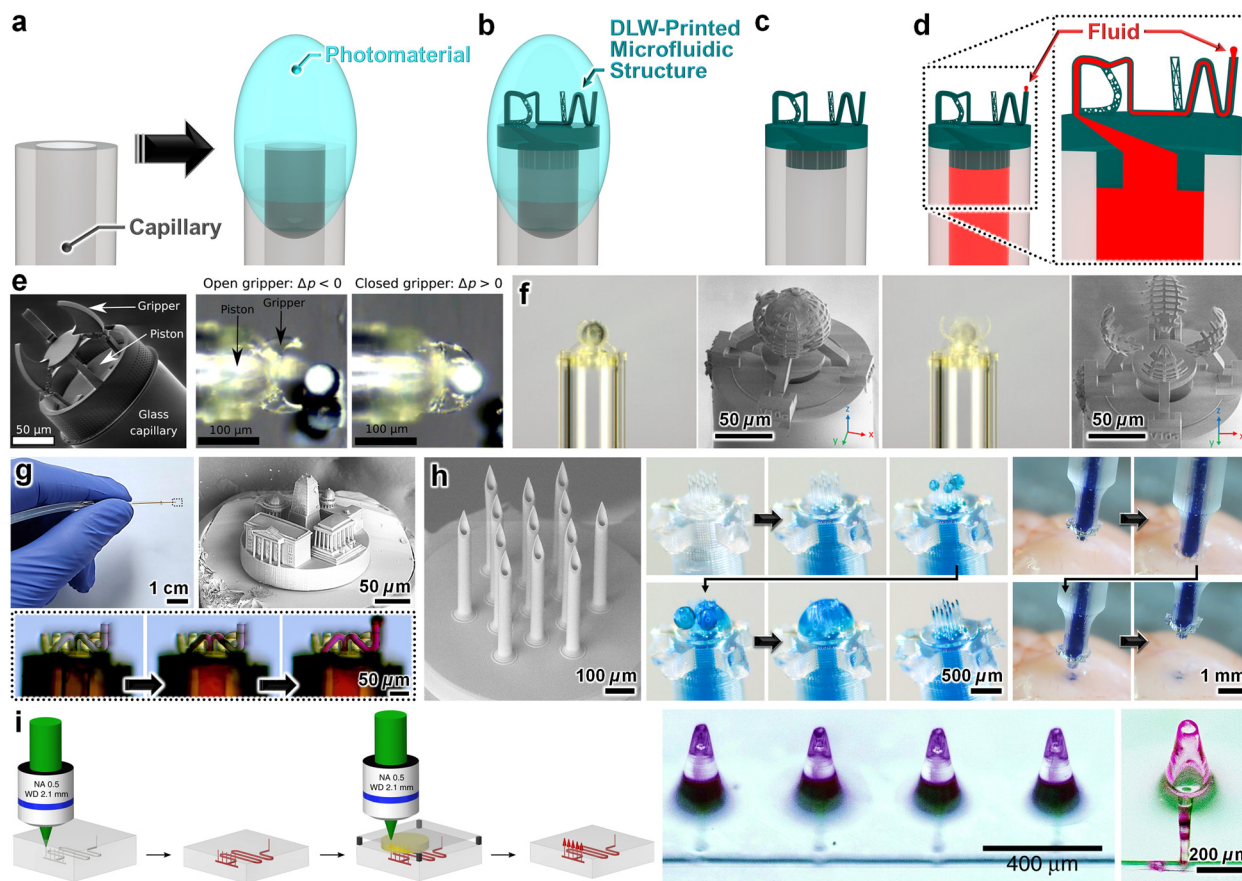 a
Photomaterial
Capillary
b
DLW-Printed
Microfluidic
Structure
c
d
Fluid
e
Gripper
Piston
Glass
capillary
50 µm
Open gripper: Δp < 0
Piston
Gripper
100 µm
Closed gripper: Δp > 0
100 µm
f
50 µm
z
x
y
50 µm
z
x
y
g
1 cm
50 µm
50 µm
h
100 µm
500 µm
1 mm
i
NA 0.5
WD 2.1 mm
NA 0.5
WD 2.1 mm
400 µm
200 µm